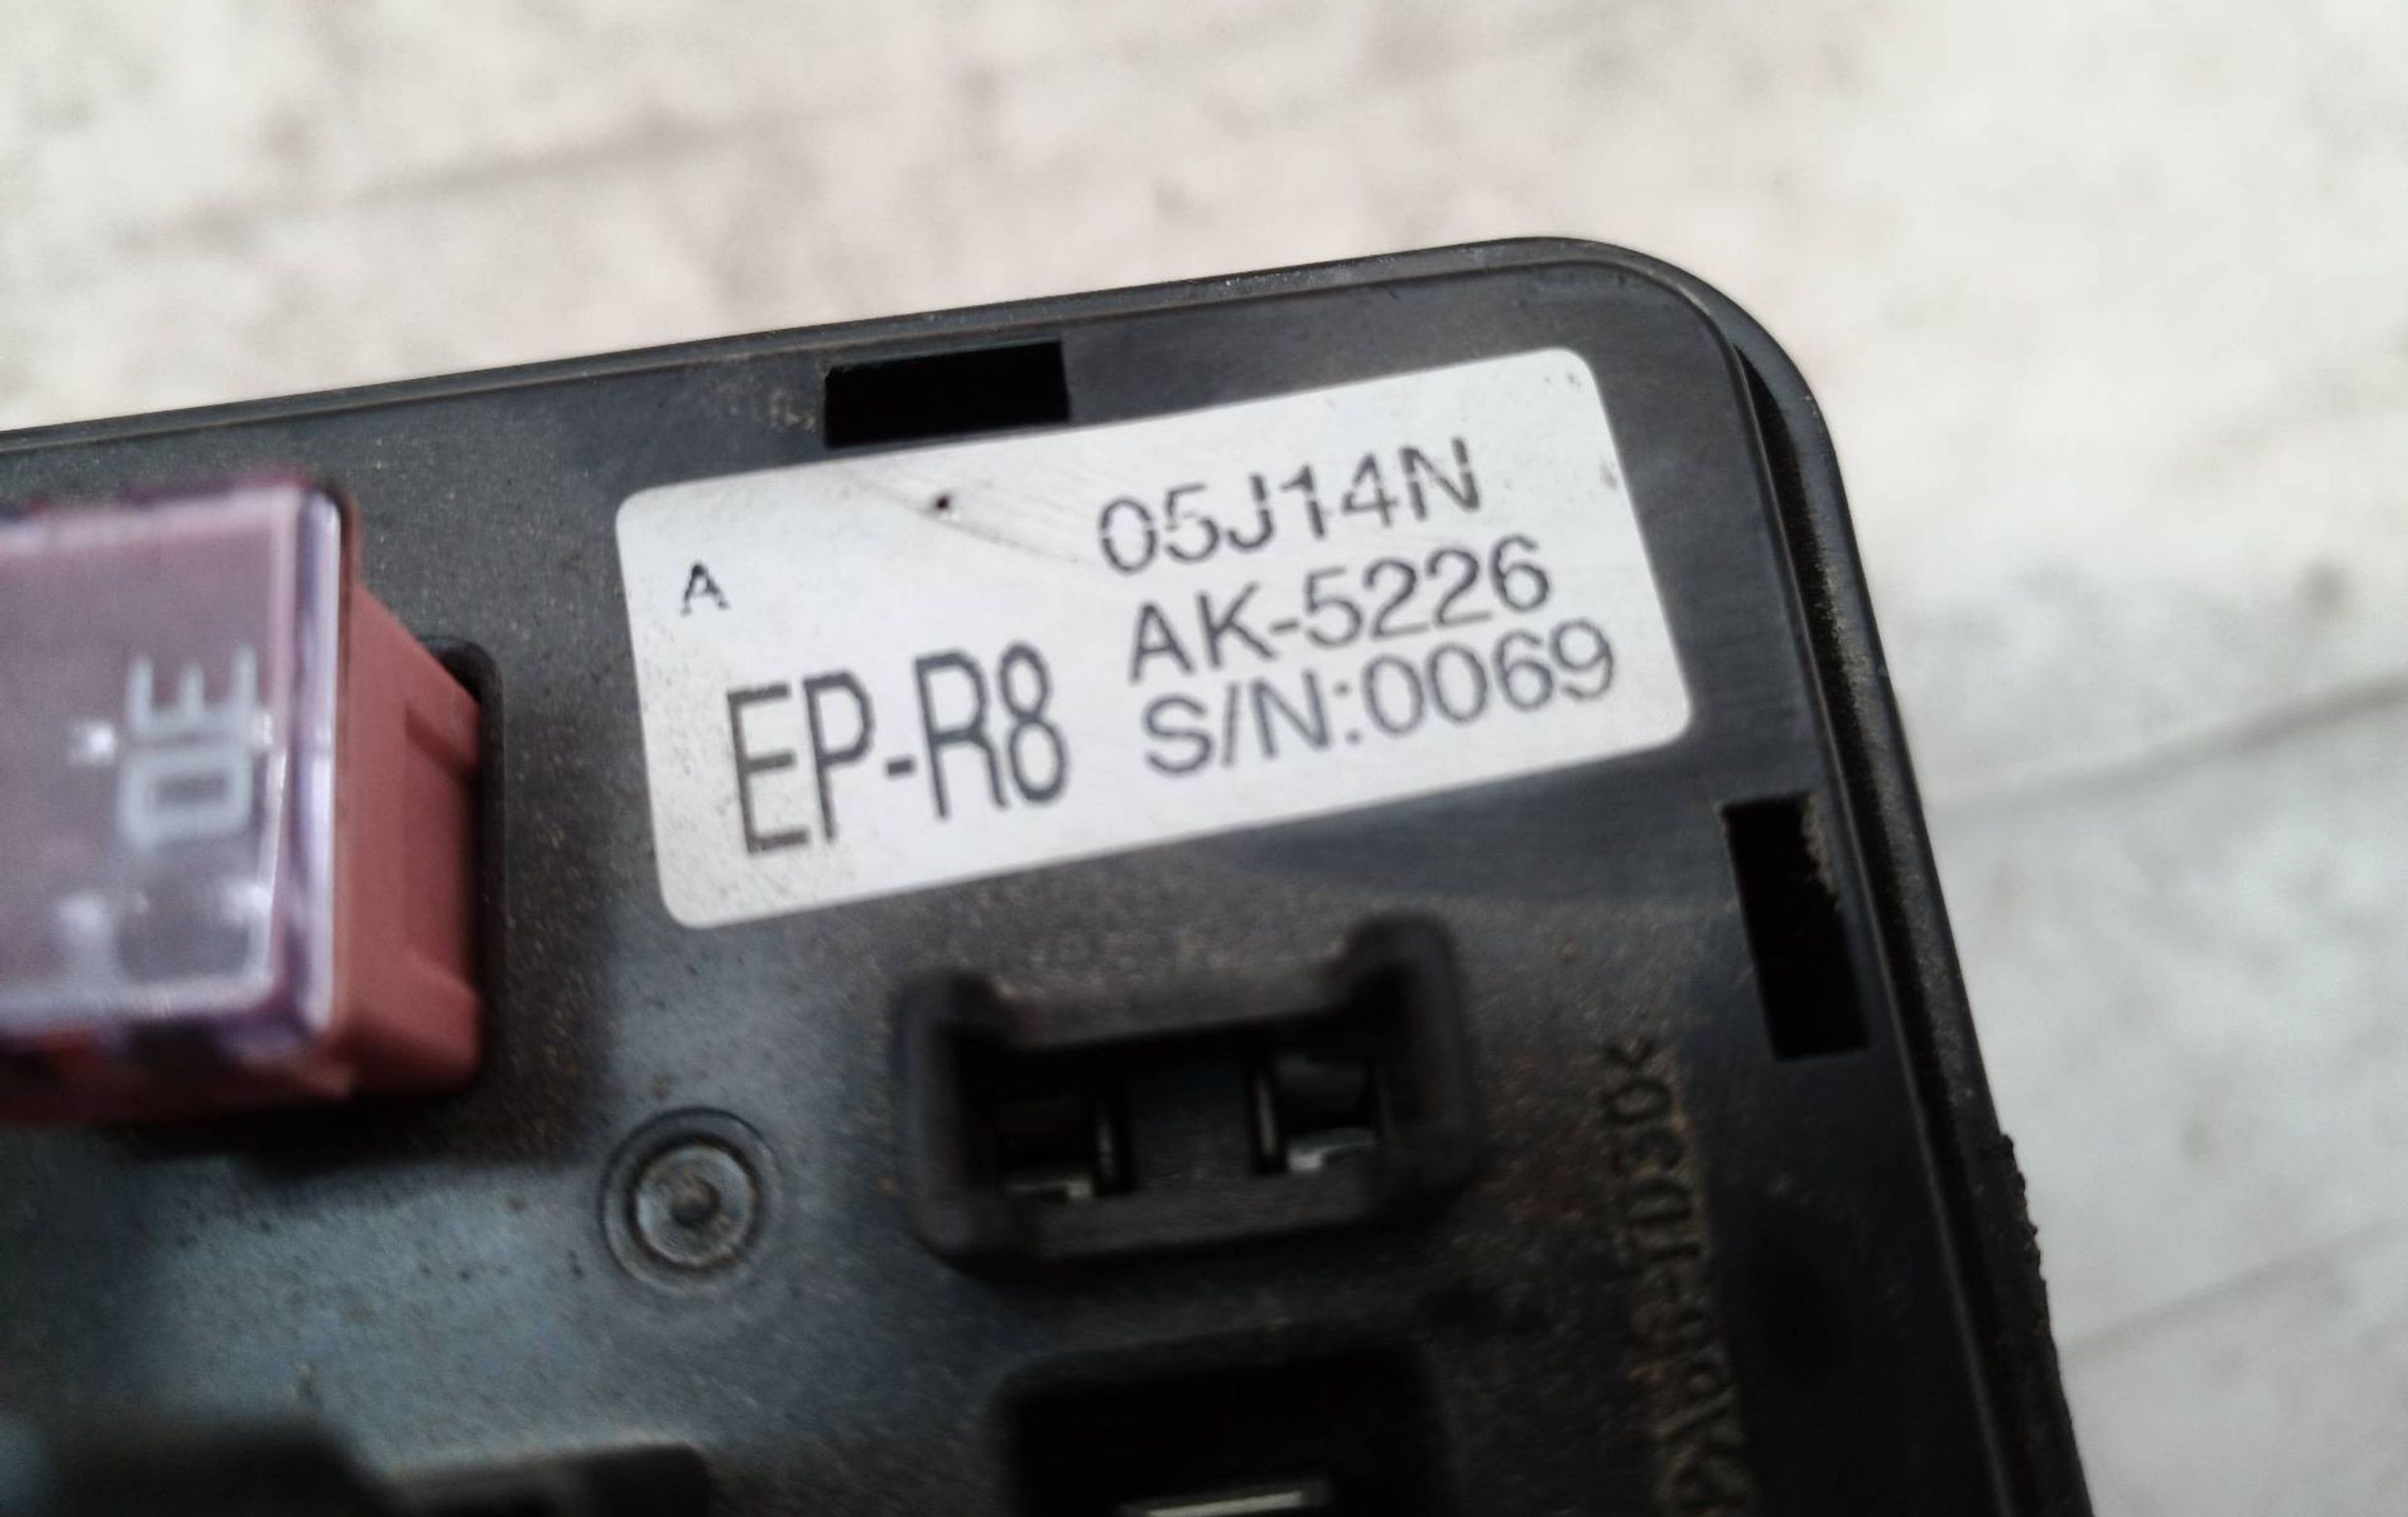 05J14N
A
AK-5226
EP-R8
S/N:0069
30